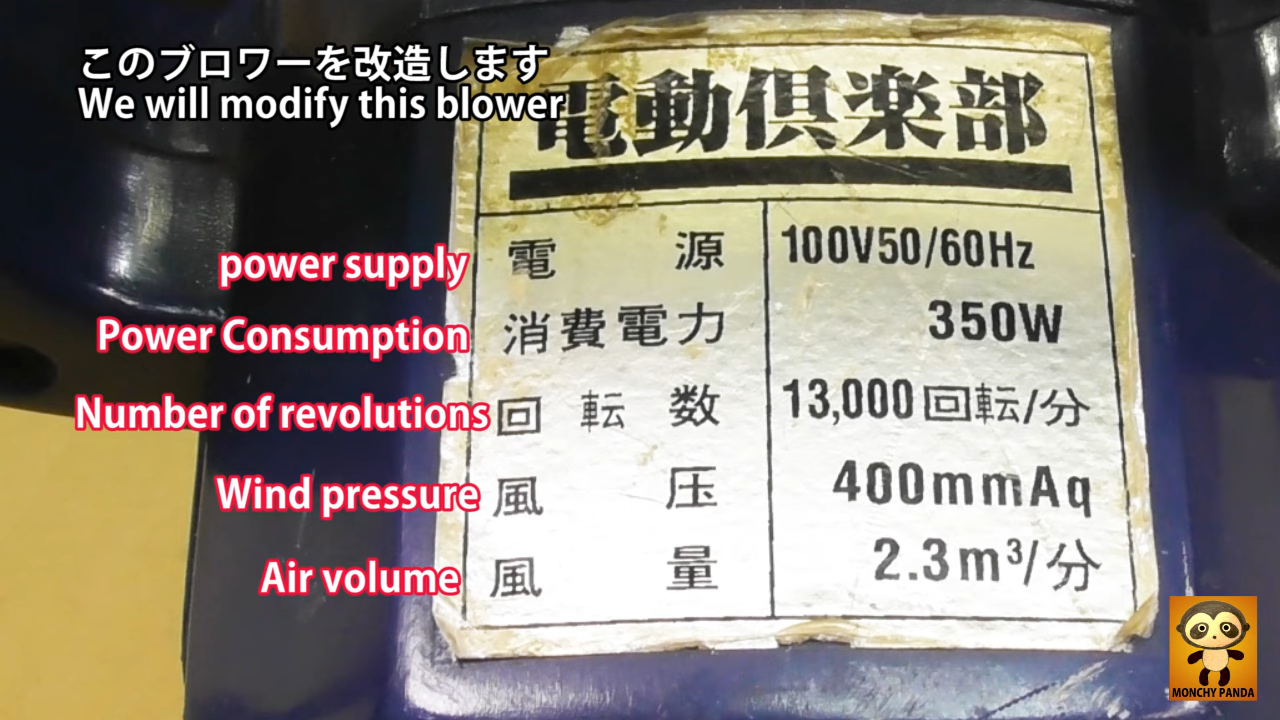 このブロワーを改造します
We will modify this blower
電動倶楽部
power supply 電源 100V50/60Hz
Power Consumption 消費電力 350W
Number of revolutions 回転数 13,000回転/分
Wind pressure 風圧 400mmAq
Air volume 風量 2.3m³/分
MONCHY PANDA